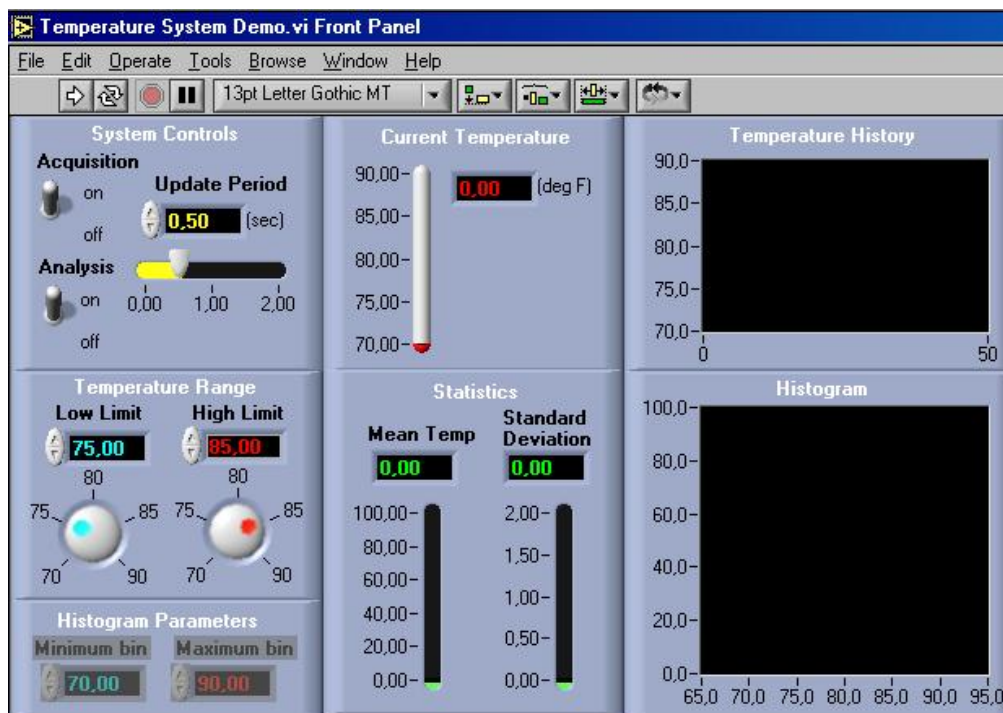 Temperature System Demo.vi Front Panel
File Edit Operate Tools Browse Window Help
13pt Letter Gothic MT
System Controls
Acquisition
on
off
Update Period
0,50 (sec)
0,00 1,00 2,00
Analysis
on
off
Current Temperature
0,00 (deg F)
90,00
85,00
80,00
75,00
70,00
Temperature History
90,0
85,0
80,0
75,0
70,0
0 50
Temperature Range
Low Limit High Limit
75,00 85,00
80 80
75 85 75 85
70 90 70 90
Statistics
Mean Temp
0,00
100,00
80,00
60,00
40,00
20,00
0,00
Standard
Deviation
0,00
2,00
1,50
1,00
0,50
0,00
Histogram
100,0
80,0
60,0
40,0
20,0
0,0
65,0 70,0 75,0 80,0 85,0 90,0 95,0
Histogram Parameters
Minimum bin Maximum bin
70,00 90,00